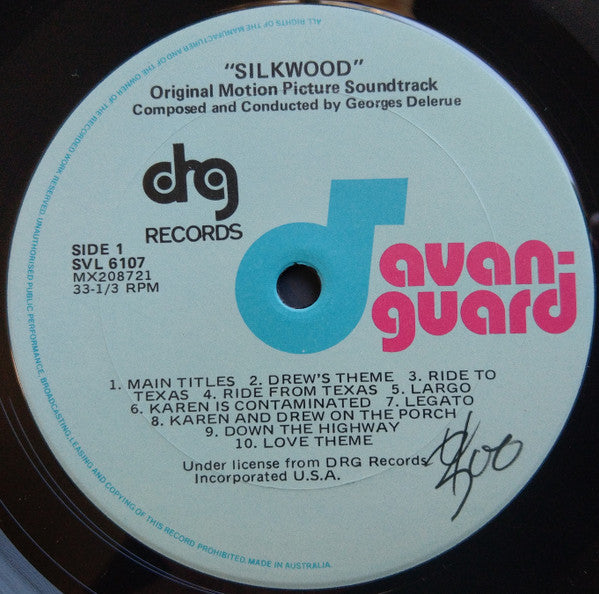 "SILKWOOD"
Original Motion Picture Soundtrack
Composed and Conducted by Georges Delerue
drg
RECORDS
SIDE 1
SVL 6107
MX208721
33-1/3 RPM
avan-
guard
1. MAIN TITLES 2. DREW'S THEME 3. RIDE TO
TEXAS 4. RIDE FROM TEXAS 5. LARGO
6. KAREN IS CONTAMINATED 7. LEGATO
8. KAREN AND DREW ON THE PORCH
9. DOWN THE HIGHWAY
10. LOVE THEME
Under license from DRG Records
Incorporated U.S.A.
ALL RIGHTS OF THE MANUFACTURER AND OF THE OWNER OF THE RECORDED WORK RESERVED. UNAUTHORISED PUBLIC PERFORMANCE, BROADCASTING, LEASING AND COPYING OF THIS RECORD PROHIBITED. MADE IN AUSTRALIA.